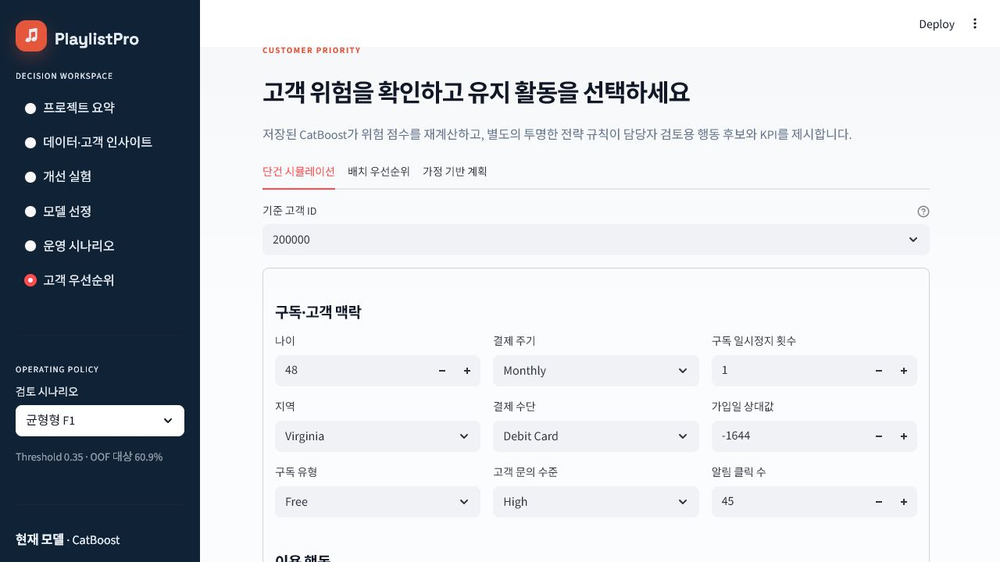 PlaylistPro
DECISION WORKSPACE
프로젝트 요약
데이터·고객 인사이트
개선 실험
모델 선정
운영 시나리오
고객 우선순위
OPERATING POLICY
검토 시나리오
균형형 F1
Threshold 0.35 · OOF 대상 60.9%
현재 모델 · CatBoost
Deploy
CUSTOMER PRIORITY
고객 위험을 확인하고 유지 활동을 선택하세요
저장된 CatBoost가 위험 점수를 재계산하고, 별도의 투명한 전략 규칙이 담당자 검토용 행동 후보와 KPI를 제시합니다.
단건 시뮬레이션 배치 우선순위 가정 기반 계획
기준 고객 ID
200000
구독·고객 맥락
나이 결제 주기 구독 일시정지 횟수
48 Monthly 1
지역 결제 수단 가입일 상대값
Virginia Debit Card -1644
구독 유형 고객 문의 수준 알림 클릭 수
Free High 45
이용 행동